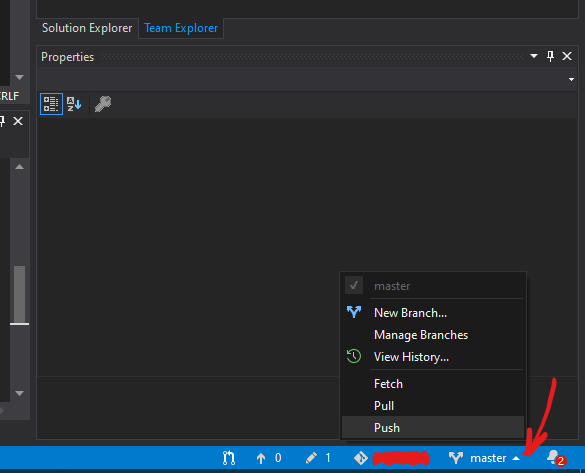 Solution Explorer Team Explorer
Properties
CRLF
A
Z
master
New Branch...
Manage Branches
View History...
Fetch
Pull
Push
0 1 master 2